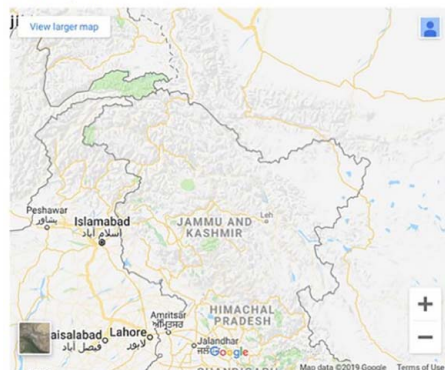 View larger map
Peshawar
پشاور
Islamabad
اسلام آباد
JAMMU AND
KASHMIR
Leh
Amritsar
ਅੰਮ੍ਰਿਤਸਰ
HIMACHAL
PRADESH
aisalabad
فیصل آباد
Lahore
لاہور
Jalandhar
Google
Map data ©2019 Google
Terms of Us